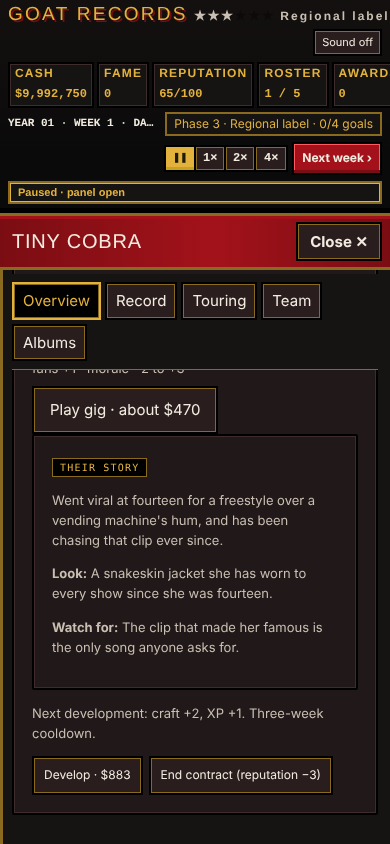 GOAT RECORDS ★★★ Regional label
Sound off
CASH FAME REPUTATION ROSTER AWARD
$9,992,750 0 65/100 1 / 5 0
YEAR 01 · WEEK 1 · DA… Phase 3 · Regional label · 0/4 goals
1× 2× 4× Next week ›
Paused · panel open
TINY COBRA Close ✕
Overview Record Touring Team
Albums
Play gig · about $470
THEIR STORY
Went viral at fourteen for a freestyle over a
vending machine's hum, and has been
chasing that clip ever since.
Look: A snakeskin jacket she has worn to
every show since she was fourteen.
Watch for: The clip that made her famous is
the only song anyone asks for.
Next development: craft +2, XP +1. Three-week
cooldown.
Develop · $883 End contract (reputation −3)